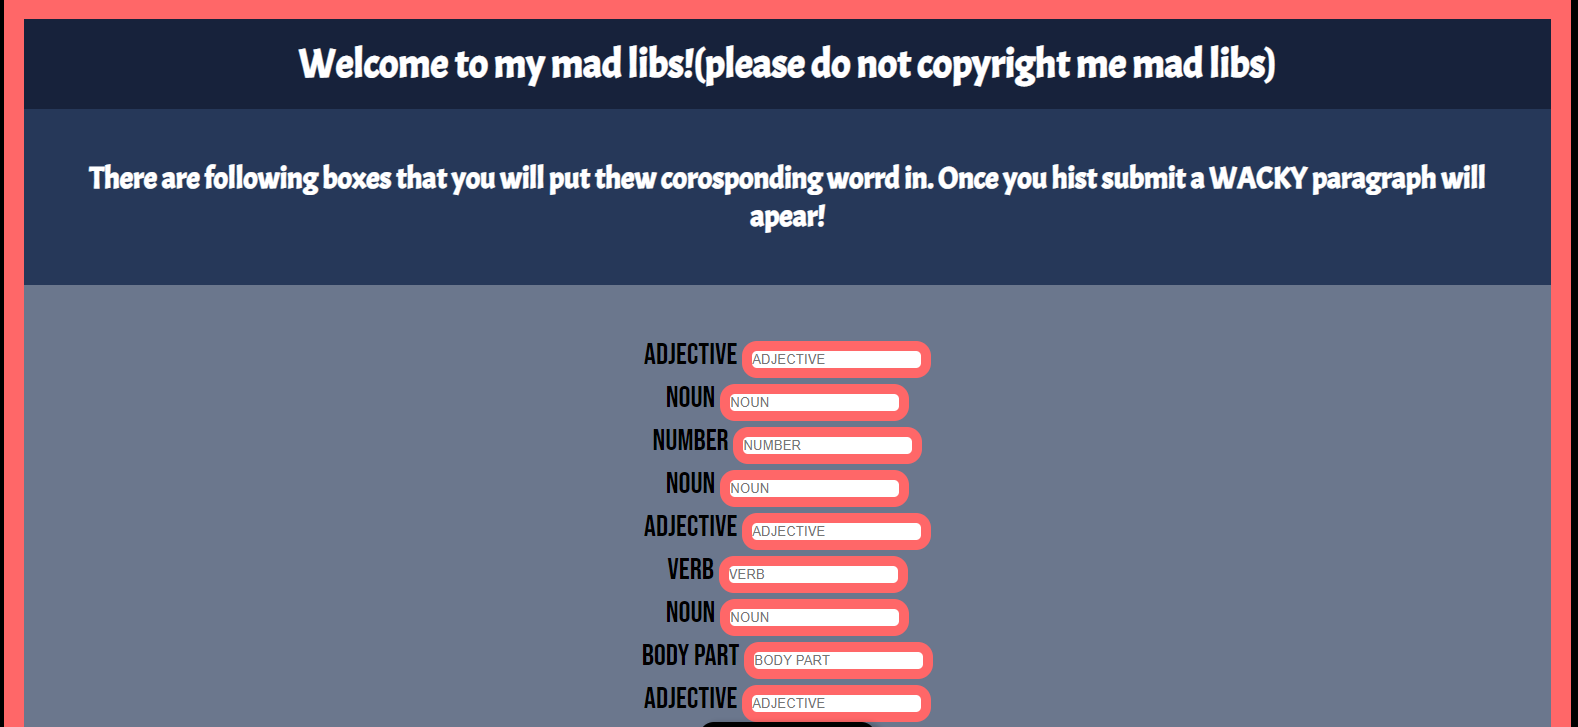 Welcome to my mad libs!(please do not copyright me mad libs)
There are following boxes that you will put thew corosponding worrd in. Once you hist submit a WACKY paragraph will
apear!
ADJECTIVE ADJECTIVE
NOUN NOUN
NUMBER NUMBER
NOUN NOUN
ADJECTIVE ADJECTIVE
VERB VERB
NOUN NOUN
BODY PART BODY PART
ADJECTIVE ADJECTIVE